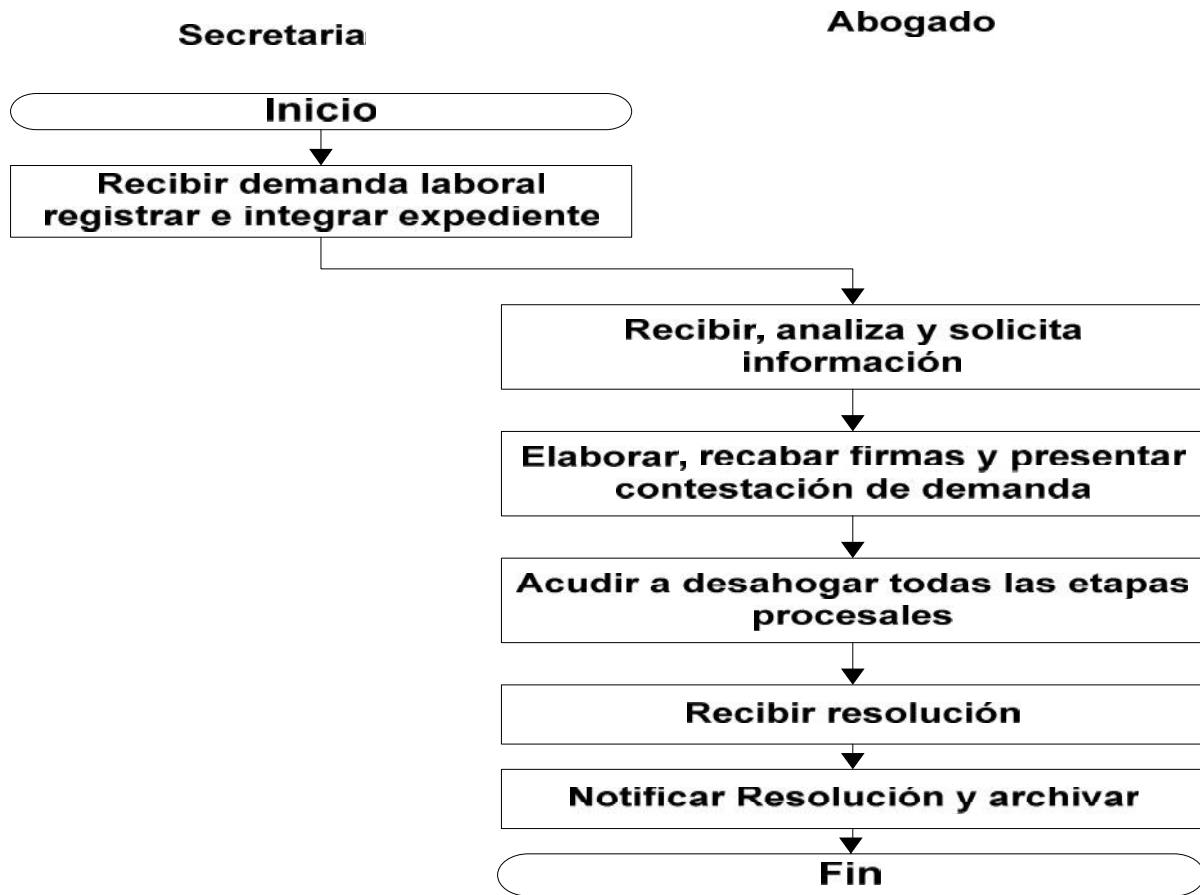 Secretaria
Abogado
Inicio
Recibir demanda laboral
registrar e integrar expediente
Recibir, analiza y solicita
información
Elaborar, recabar firmas y presentar
contestación de demanda
Acudir a desahogar todas las etapas
procesales
Recibir resolución
Notificar Resolución y archivar
Fin